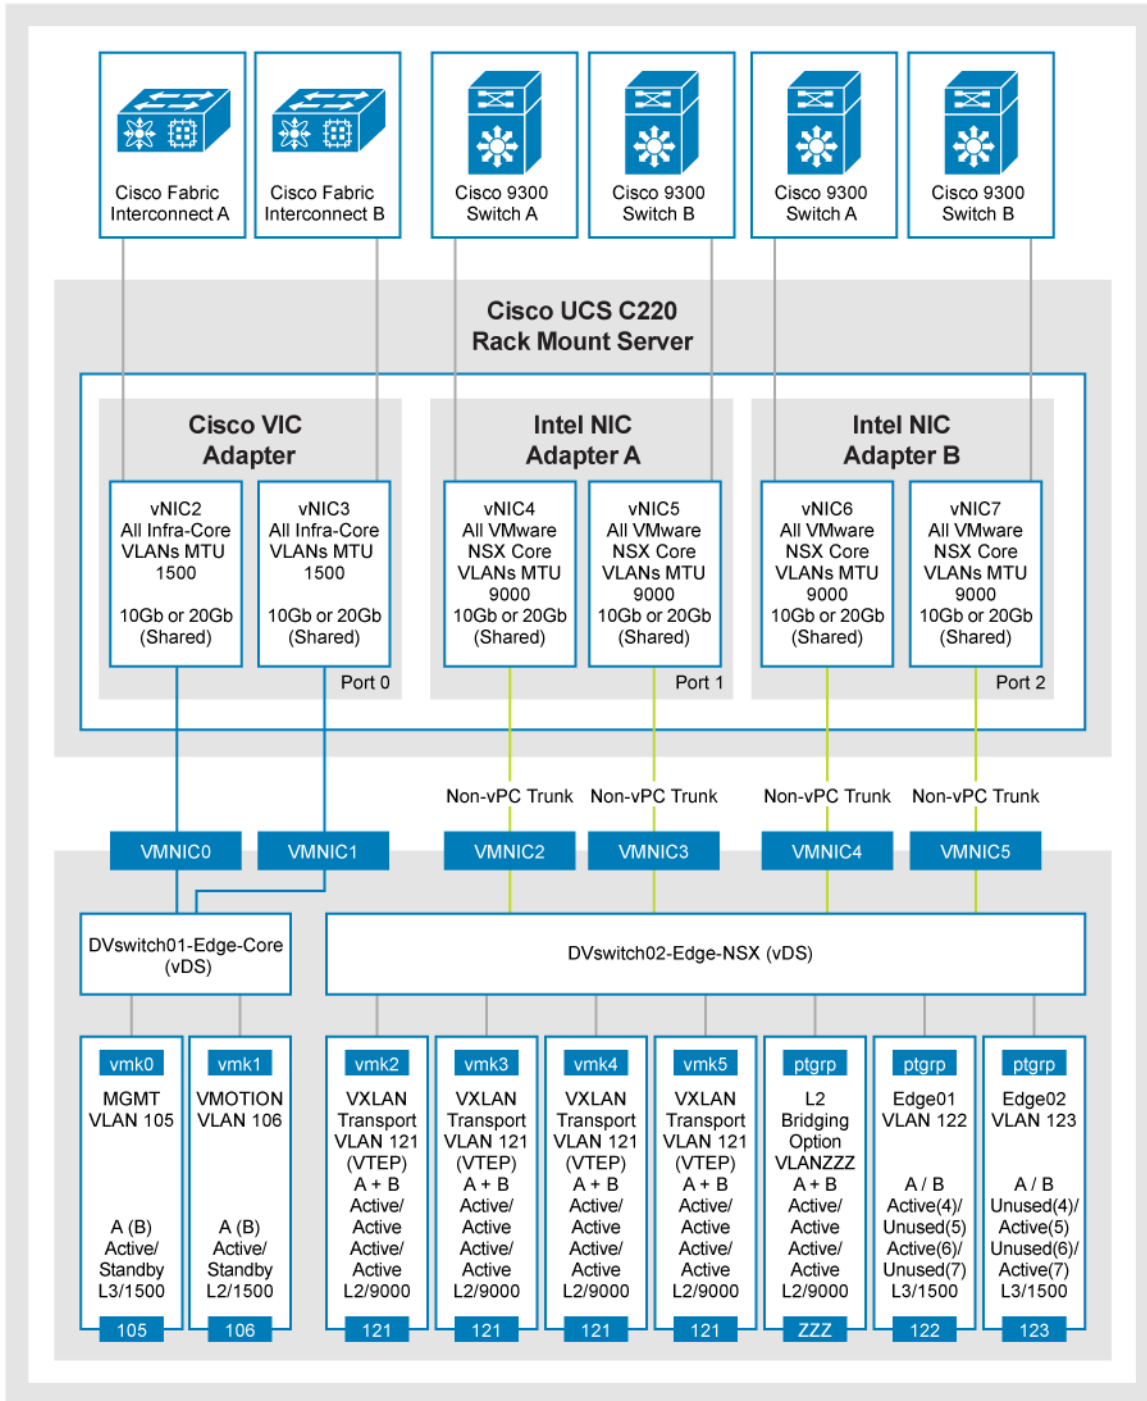 Cisco Fabric
Interconnect A
Cisco Fabric
Interconnect B
Cisco 9300
Switch A
Cisco 9300
Switch B
Cisco 9300
Switch A
Cisco 9300
Switch B
Cisco UCS C220
Rack Mount Server
Cisco VIC
Adapter
Intel NIC
Adapter A
Intel NIC
Adapter B
vNIC2
All Infra-Core
VLANs MTU
1500
10Gb or 20Gb
(Shared)
vNIC3
All Infra-Core
VLANs MTU
1500
10Gb or 20Gb
(Shared)
Port 0
vNIC4
All VMware
NSX Core
VLANs MTU
9000
10Gb or 20Gb
(Shared)
vNIC5
All VMware
NSX Core
VLANs MTU
9000
10Gb or 20Gb
(Shared)
Port 1
vNIC6
All VMware
NSX Core
VLANs MTU
9000
10Gb or 20Gb
(Shared)
vNIC7
All VMware
NSX Core
VLANs MTU
9000
10Gb or 20Gb
(Shared)
Port 2
Non-vPC Trunk
Non-vPC Trunk
Non-vPC Trunk
Non-vPC Trunk
VMNIC0
VMNIC1
VMNIC2
VMNIC3
VMNIC4
VMNIC5
DVswitch01-Edge-Core
(vDS)
DVswitch02-Edge-NSX (vDS)
vmk0
MGMT
VLAN 105
A (B)
Active/
Standby
L3/1500
105
vmk1
VMOTION
VLAN 106
A (B)
Active/
Standby
L2/1500
106
vmk2
VXLAN
Transport
VLAN 121
(VTEP)
A + B
Active/
Active
Active/
Active
L2/9000
121
vmk3
VXLAN
Transport
VLAN 121
(VTEP)
A + B
Active/
Active
Active/
Active
L2/9000
121
vmk4
VXLAN
Transport
VLAN 121
(VTEP)
A + B
Active/
Active
Active/
Active
L2/9000
121
vmk5
VXLAN
Transport
VLAN 121
(VTEP)
A + B
Active/
Active
Active/
Active
L2/9000
121
ptgrp
L2
Bridging
Option
VLANZZZ
A + B
Active/
Active
Active/
Active
L2/9000
ZZZ
ptgrp
Edge01
VLAN 122
A / B
Active(4)/
Unused(5)
Active(6)/
Unused(7)
L3/1500
122
ptgrp
Edge02
VLAN 123
A / B
Unused(4)/
Active(5)
Unused(6)/
Active(7)
L3/1500
123